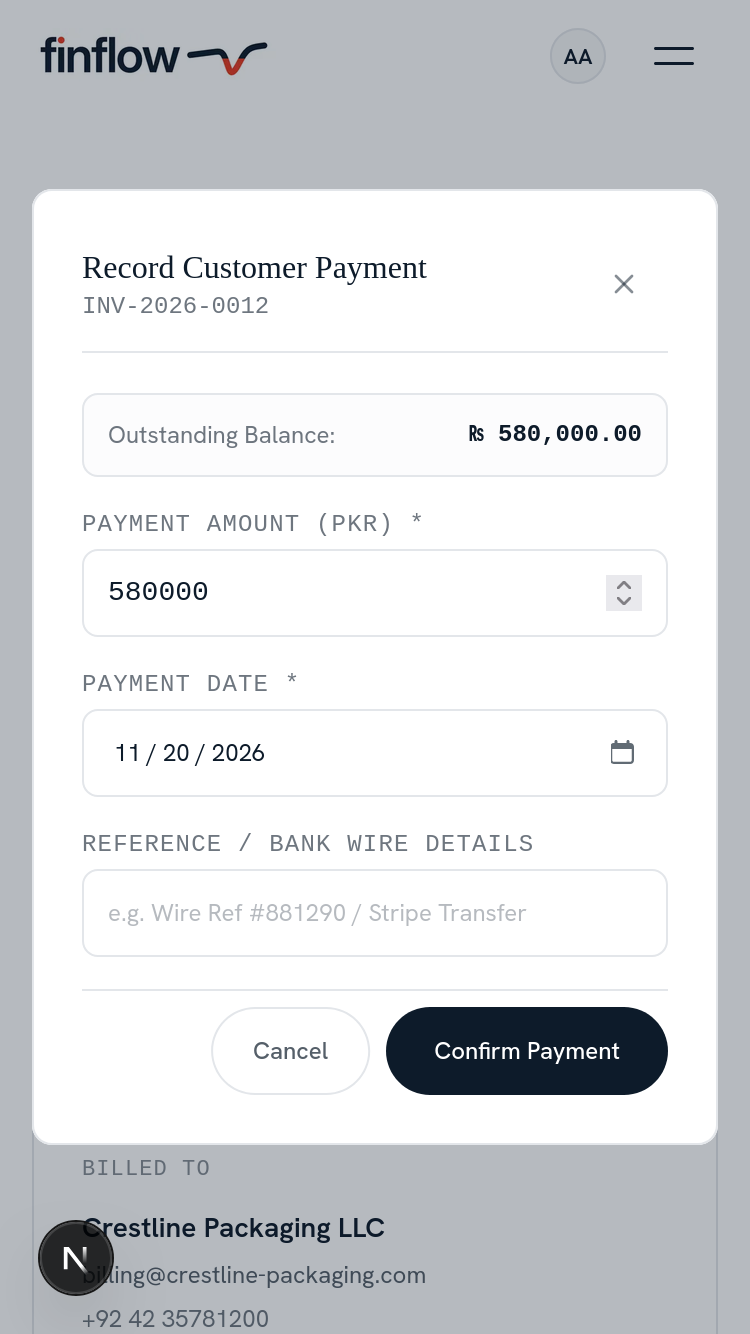 finflow
AA
Record Customer Payment
INV-2026-0012
Outstanding Balance: ₨ 580,000.00
PAYMENT AMOUNT (PKR) *
580000
PAYMENT DATE *
11 / 20 / 2026
REFERENCE / BANK WIRE DETAILS
e.g. Wire Ref #881290 / Stripe Transfer
Cancel Confirm Payment
BILLED TO
Crestline Packaging LLC
N
billing@crestline-packaging.com
+92 42 35781200